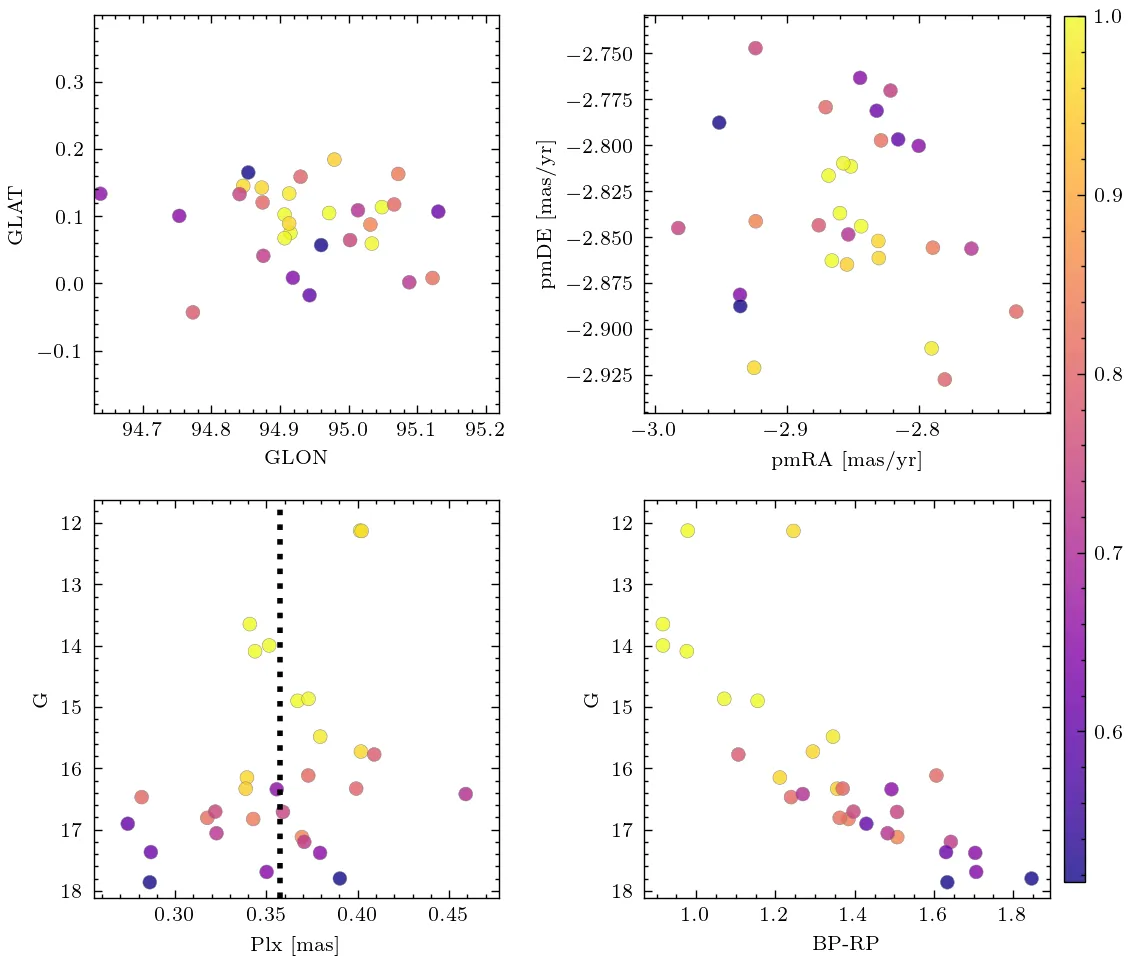 0.3
0.2
0.1
0.0
−0.1
GLAT
94.7 94.8 94.9 95.0 95.1 95.2
GLON
−2.750
−2.775
−2.800
−2.825
−2.850
−2.875
−2.900
−2.925
pmDE [mas/yr]
−3.0 −2.9 −2.8
pmRA [mas/yr]
1.0
0.9
0.8
0.7
0.6
12
13
14
15
16
17
18
G
0.30 0.35 0.40 0.45
Plx [mas]
12
13
14
15
16
17
18
G
1.0 1.2 1.4 1.6 1.8
BP-RP